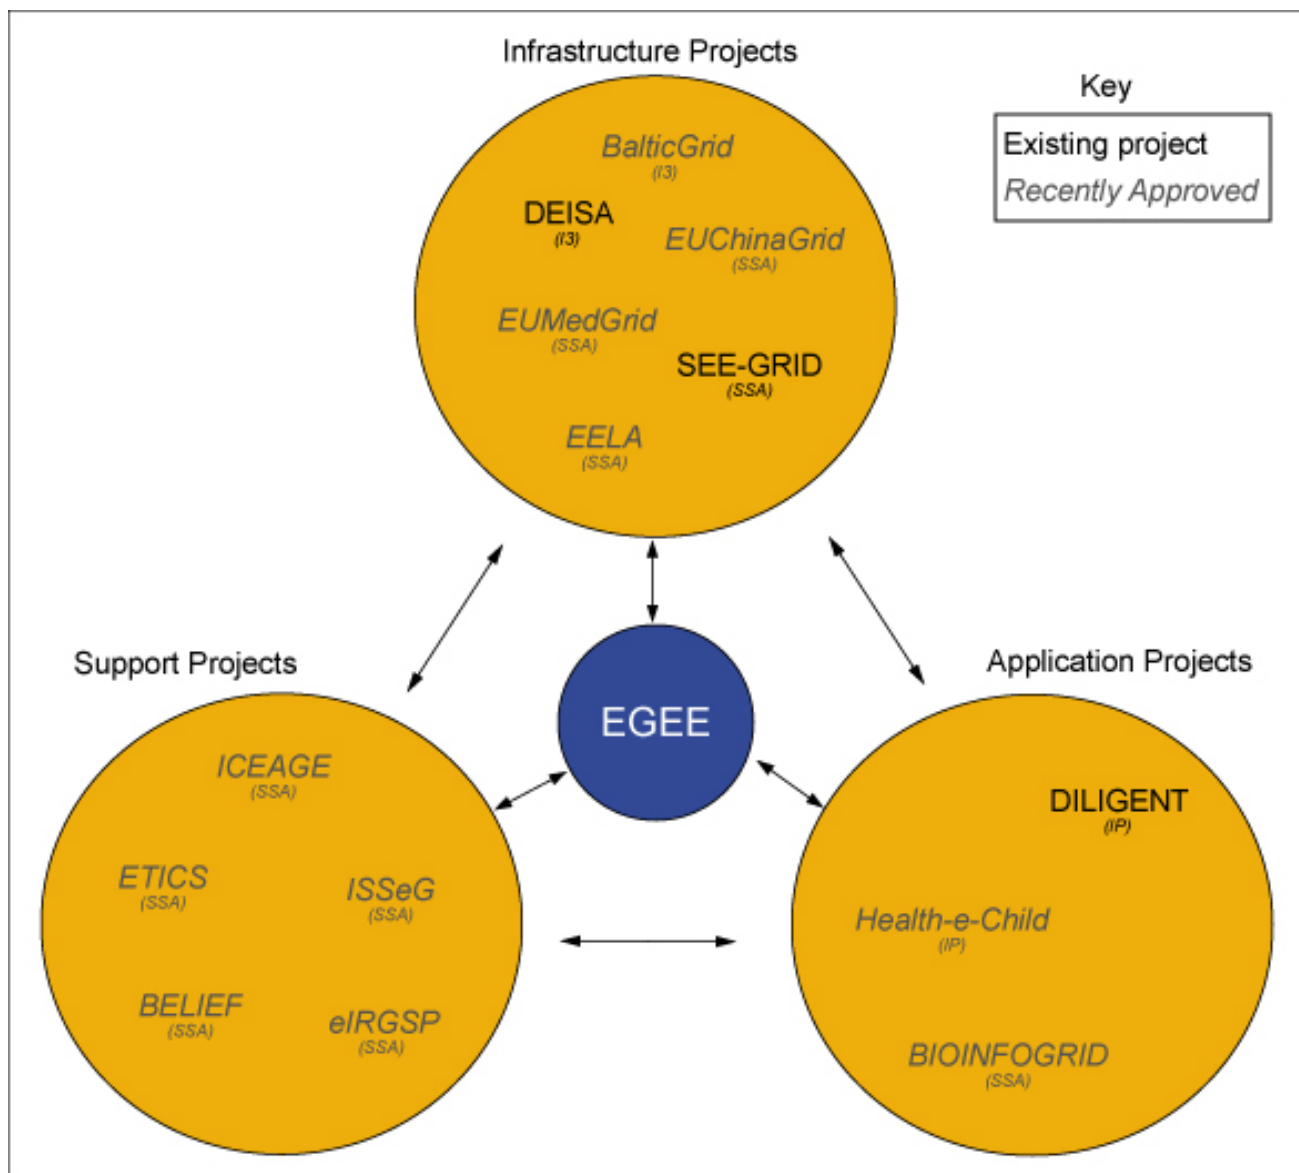 Infrastructure Projects
Key
Existing project
Recently Approved
BalticGrid
(I3)
DEISA
(I3)
EUChinaGrid
(SSA)
EUMedGrid
(SSA)
SEE-GRID
(SSA)
EELA
(SSA)
Support Projects
Application Projects
EGEE
ICEAGE
(SSA)
ETICS
(SSA)
ISSeG
(SSA)
BELIEF
(SSA)
eIRGSP
(SSA)
DILIGENT
(IP)
Health-e-Child
(IP)
BIOINFOGRID
(SSA)